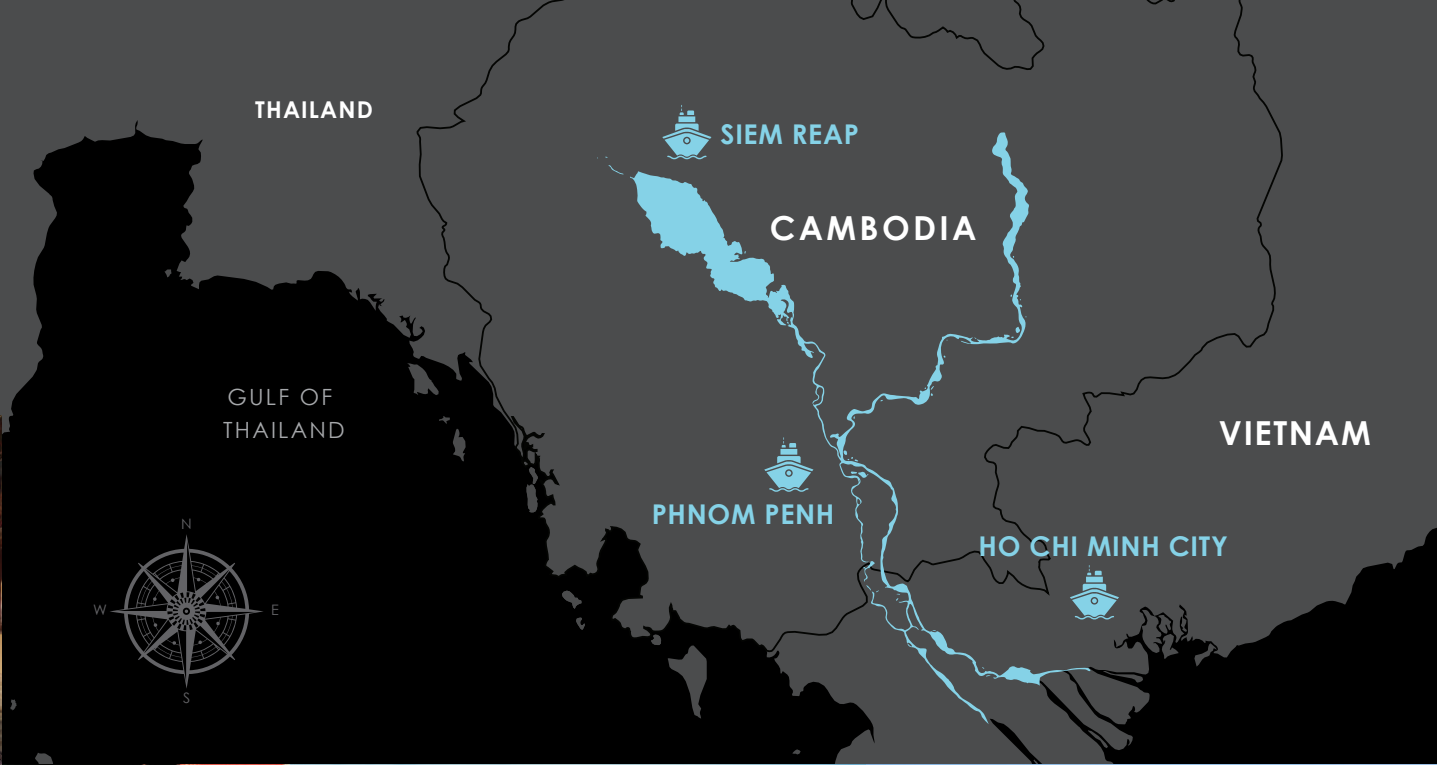 THAILAND
SIEM REAP
CAMBODIA
GULF OF
THAILAND
VIETNAM
PHNOM PENH
HO CHI MINH CITY
N
W
E
S